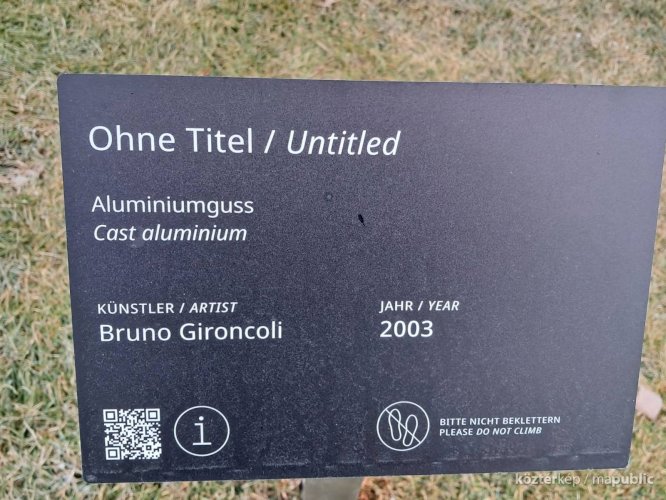 Ohne Titel / Untitled
Aluminiumguss
Cast aluminium
KÜNSTLER / ARTIST
Bruno Gironcoli
JAHR / YEAR
2003
i
BITTE NICHT BEKLETTERN
PLEASE DO NOT CLIMB
köztérkép / mapublic